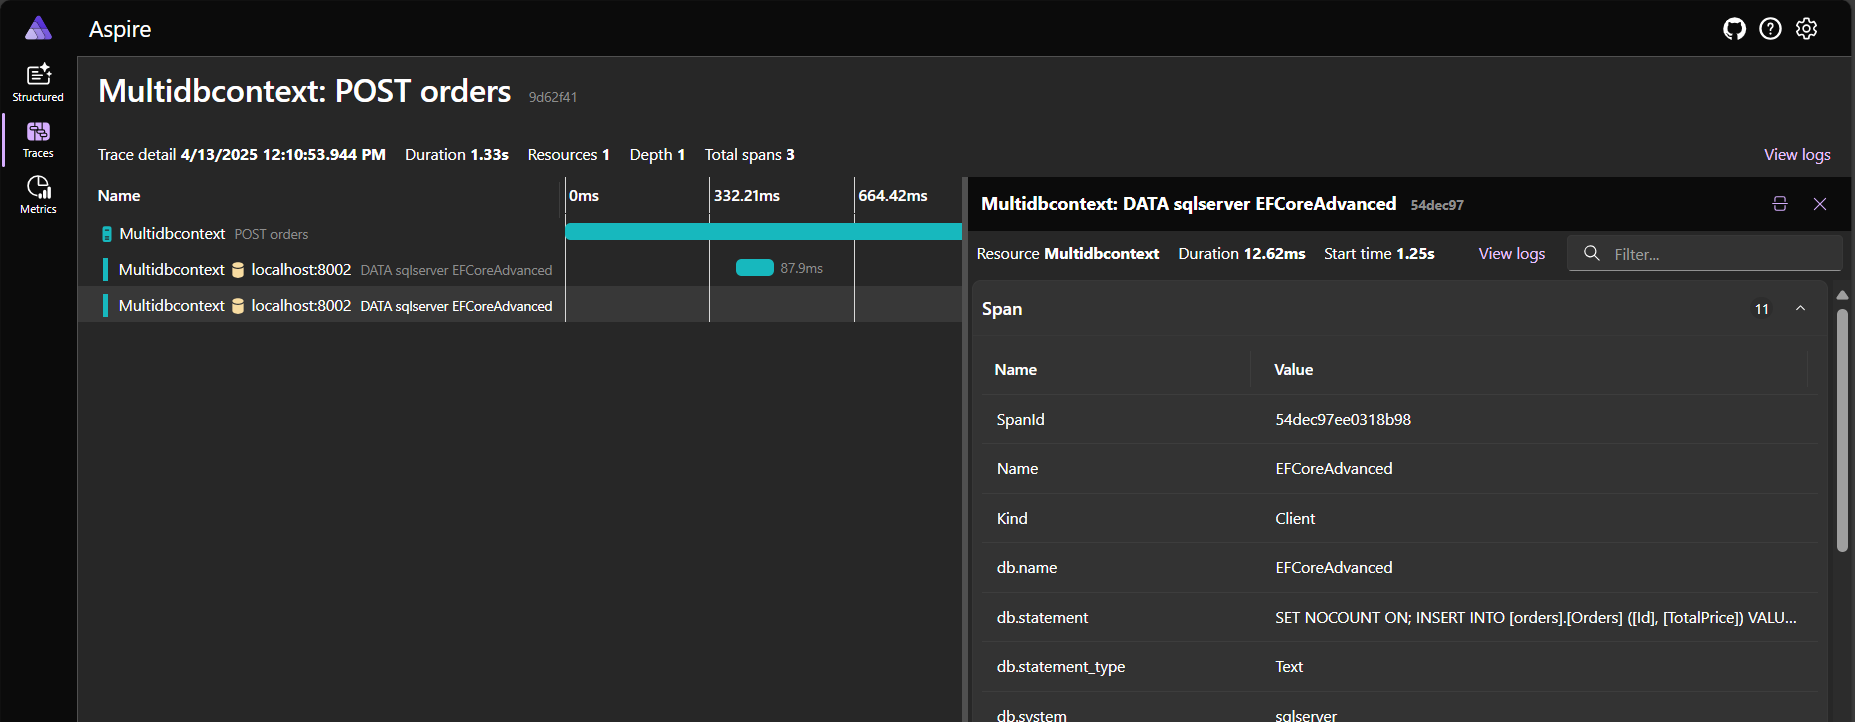 Aspire
Structured
Traces
Metrics
Multidbcontext: POST orders 9d62f41
Trace detail 4/13/2025 12:10:53.944 PM Duration 1.33s Resources 1 Depth 1 Total spans 3 View logs
Name 0ms 332.21ms 664.42ms
Multidbcontext POST orders
Multidbcontext localhost:8002 DATA sqlserver EFCoreAdvanced 87.9ms
Multidbcontext localhost:8002 DATA sqlserver EFCoreAdvanced
Multidbcontext: DATA sqlserver EFCoreAdvanced 54dec97
Resource Multidbcontext Duration 12.62ms Start time 1.25s View logs Filter...
Span 11
Name Value
SpanId 54dec97ee0318b98
Name EFCoreAdvanced
Kind Client
db.name EFCoreAdvanced
db.statement SET NOCOUNT ON; INSERT INTO [orders].[Orders] ([Id], [TotalPrice]) VALU...
db.statement_type Text
db.system sqlserver